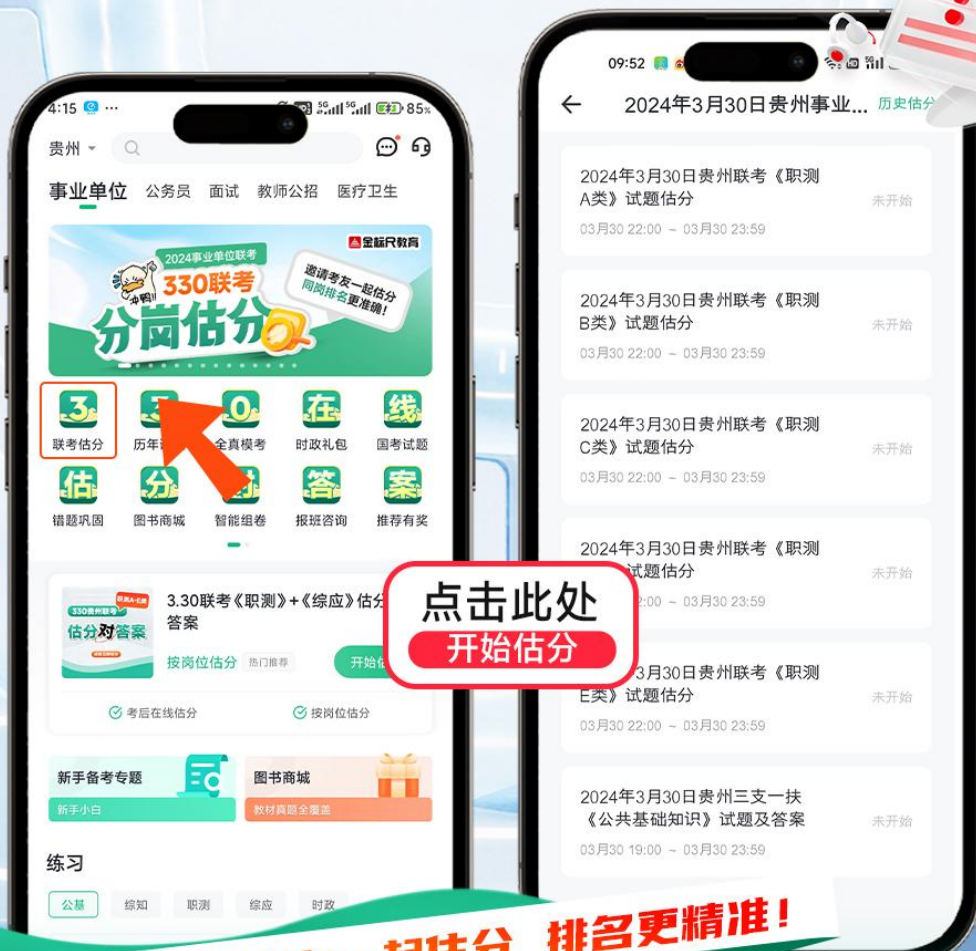 4:15
85%
贵州
事业单位 公务员 面试 教师公招 医疗卫生
金标尺教育
2024事业单位联考
330联考
冲鸭!!
分岗估分
邀请考友一起估分
同岗排名更准确!
3 3 0 在 线
联考估分 历年 全真模考 时政礼包 国考试题
估 分 对 答 案
错题巩固 图书商城 智能组卷 报班咨询 推荐有奖
330贵州联考
估分对答案
3.30联考《职测》+《综应》估分
答案
按岗位估分 热门推荐 开始估
考后在线估分 按岗位估分
新手备考专题
新手小白
图书商城
教材真题全覆盖
练习
公基 综知 职测 综应 时政
点击此处
开始估分
09:52
2024年3月30日贵州事业... 历史估分
2024年3月30日贵州联考《职测
A类》试题估分
未开始
03月30 22:00 ~ 03月30 23:59
2024年3月30日贵州联考《职测
B类》试题估分
未开始
03月30 22:00 ~ 03月30 23:59
2024年3月30日贵州联考《职测
C类》试题估分
未开始
03月30 22:00 ~ 03月30 23:59
2024年3月30日贵州联考《职测
试题估分
未开始
2:00 ~ 03月30 23:59
3月30日贵州联考《职测
E类》试题估分
未开始
03月30 22:00 ~ 03月30 23:59
2024年3月30日贵州三支一扶
《公共基础知识》试题及答案
未开始
03月30 19:00 ~ 03月30 23:59
起估分 排名更精准!